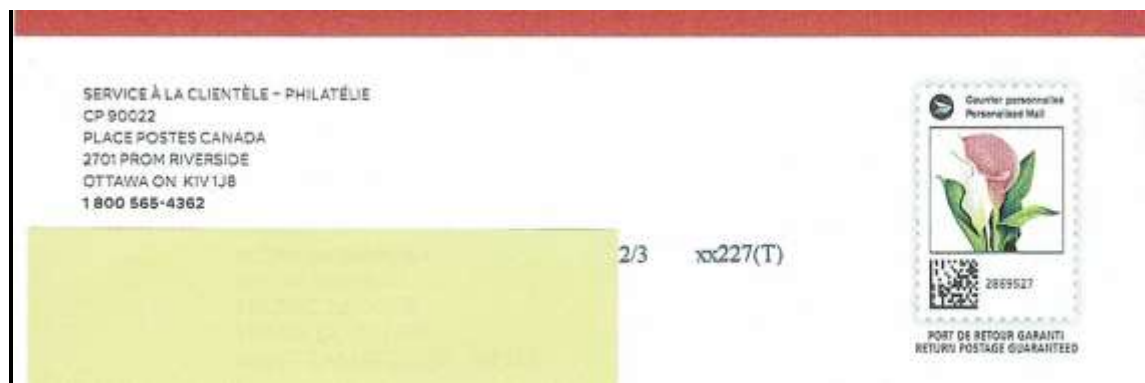 SERVICE À LA CLIENTÈLE – PHILATÉLIE
CP 90022
PLACE POSTES CANADA
2701 PROM RIVERSIDE
OTTAWA ON K1V 1J8
1 800 565-4362
2/3 xx227(T)
Courrier personnalisé
Personalized Mail
2869527
PORT DE RETOUR GARANTI
RETURN POSTAGE GUARANTEED